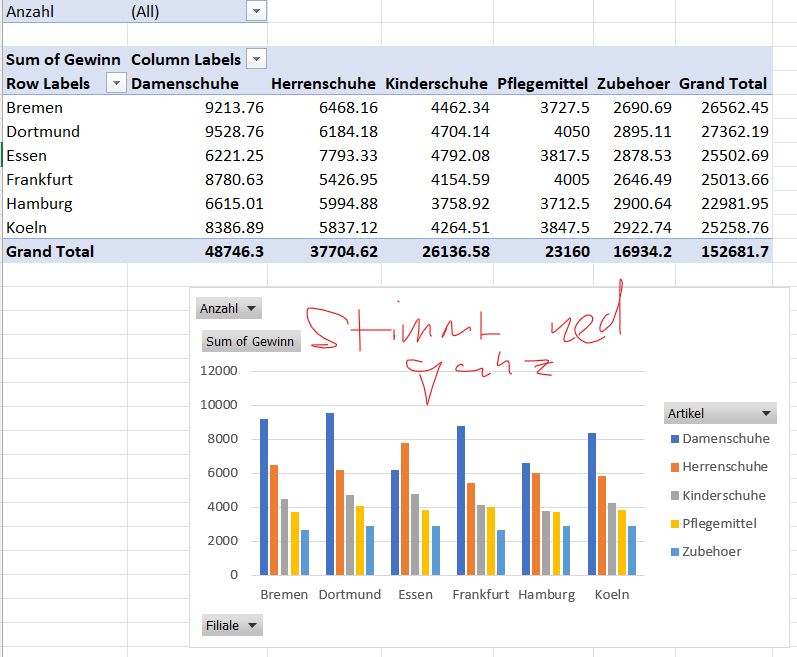 Anzahl (All)
Sum of Gewinn Column Labels
Row Labels Damenschuhe Herrenschuhe Kinderschuhe Pflegemittel Zubehoer Grand Total
Bremen 9213.76 6468.16 4462.34 3727.5 2690.69 26562.45
Dortmund 9528.76 6184.18 4704.14 4050 2895.11 27362.19
Essen 6221.25 7793.33 4792.08 3817.5 2878.53 25502.69
Frankfurt 8780.63 5426.95 4154.59 4005 2646.49 25013.66
Hamburg 6615.01 5994.88 3758.92 3712.5 2900.64 22981.95
Koeln 8386.89 5837.12 4264.51 3847.5 2922.74 25258.76
Grand Total 48746.3 37704.62 26136.58 23160 16934.2 152681.7
Anzahl
Stimmt ned
ganz
Sum of Gewinn
12000
10000
8000
6000
4000
2000
0
Bremen Dortmund Essen Frankfurt Hamburg Koeln
Artikel
Damenschuhe
Herrenschuhe
Kinderschuhe
Pflegemittel
Zubehoer
Filiale